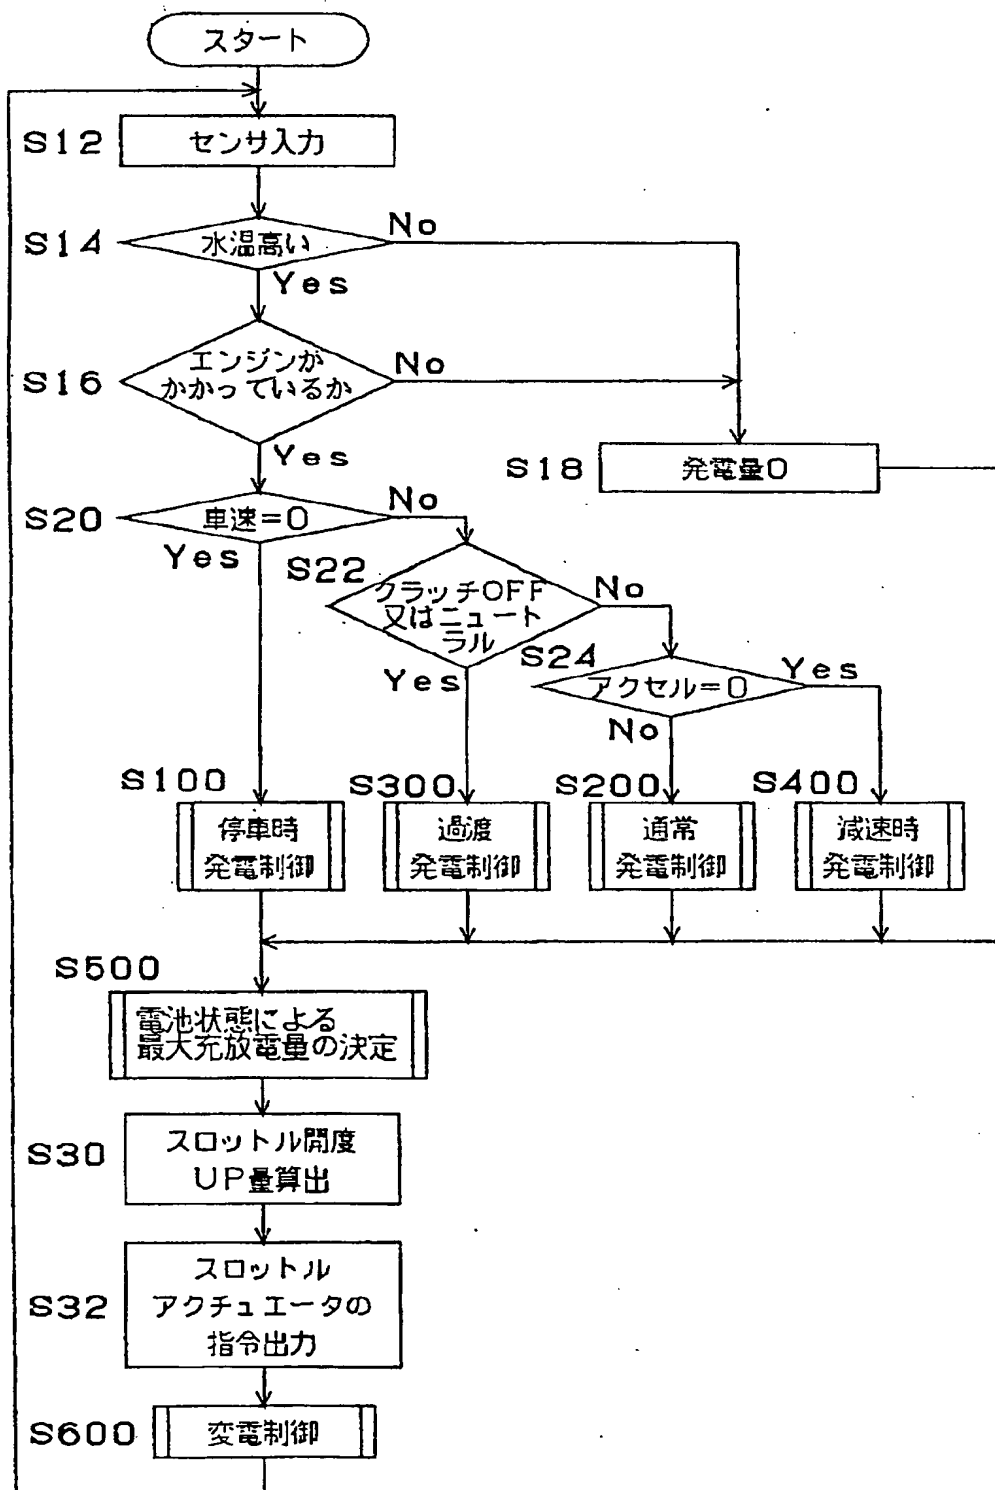 スタート
S12
センサ入力
S14
水温高い
No
Yes
S16
エンジンが
かかっているか
No
Yes
S18
発電量0
S20
車速=0
No
Yes
S22
クラッチOFF
又はニュート
ラル
No
Yes
S24
アクセル=0
Yes
No
S100
停車時
発電制御
S300
過渡
発電制御
S200
通常
発電制御
S400
減速時
発電制御
S500
電池状態による
最大充放電量の決定
S30
スロットル開度
UP量算出
S32
スロットル
アクチュエータの
指令出力
S600
変電制御